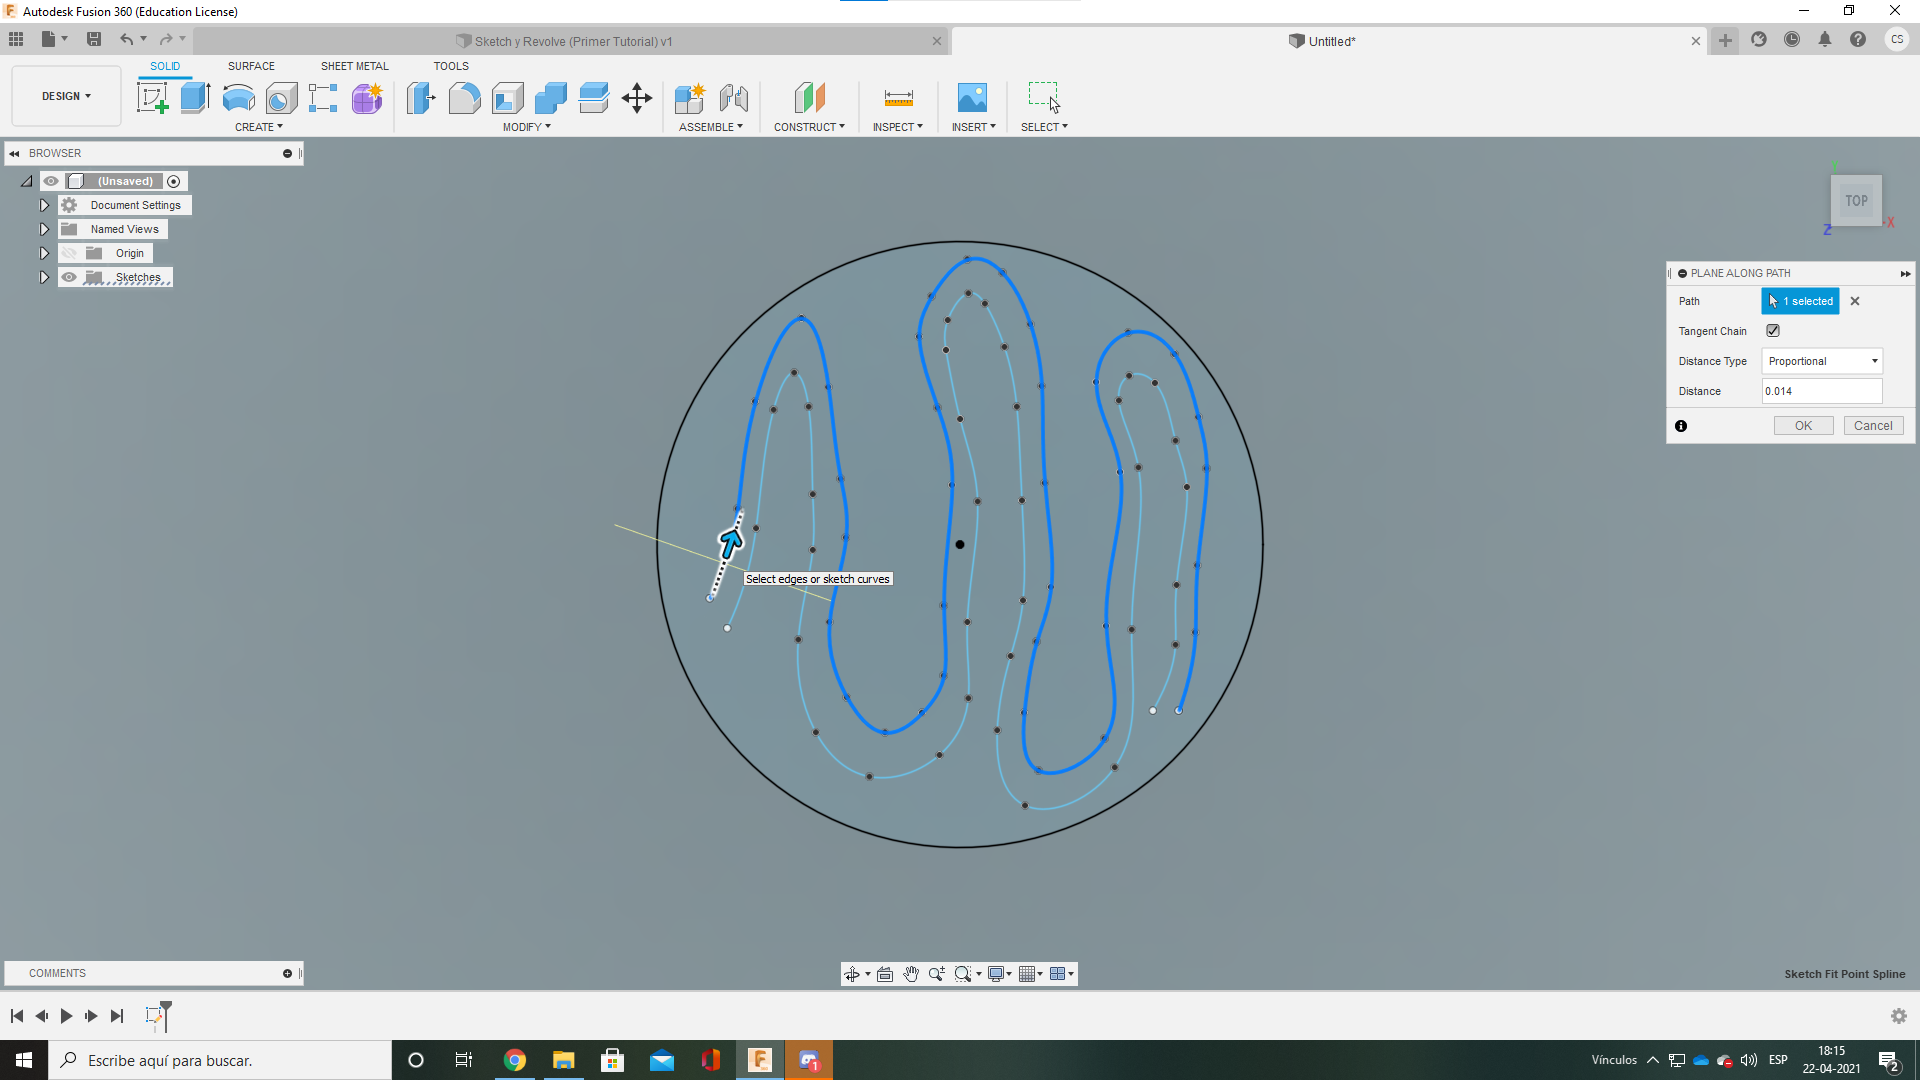 Autodesk Fusion 360 (Education License)
Sketch y Revolve (Primer Tutorial) v1
Untitled*
CS
SOLID
SURFACE
SHEET METAL
TOOLS
DESIGN
CREATE
MODIFY
ASSEMBLE
CONSTRUCT
INSPECT
INSERT
SELECT
BROWSER
(Unsaved)
Document Settings
Named Views
Origin
Sketches
TOP
Z
X
PLANE ALONG PATH
Path
1 selected
Tangent Chain
Distance Type
Proportional
Distance
0.014
OK
Cancel
Select edges or sketch curves
COMMENTS
Sketch Fit Point Spline
Escribe aquí para buscar.
1
Vínculos
ESP
18:15
22-04-2021
2